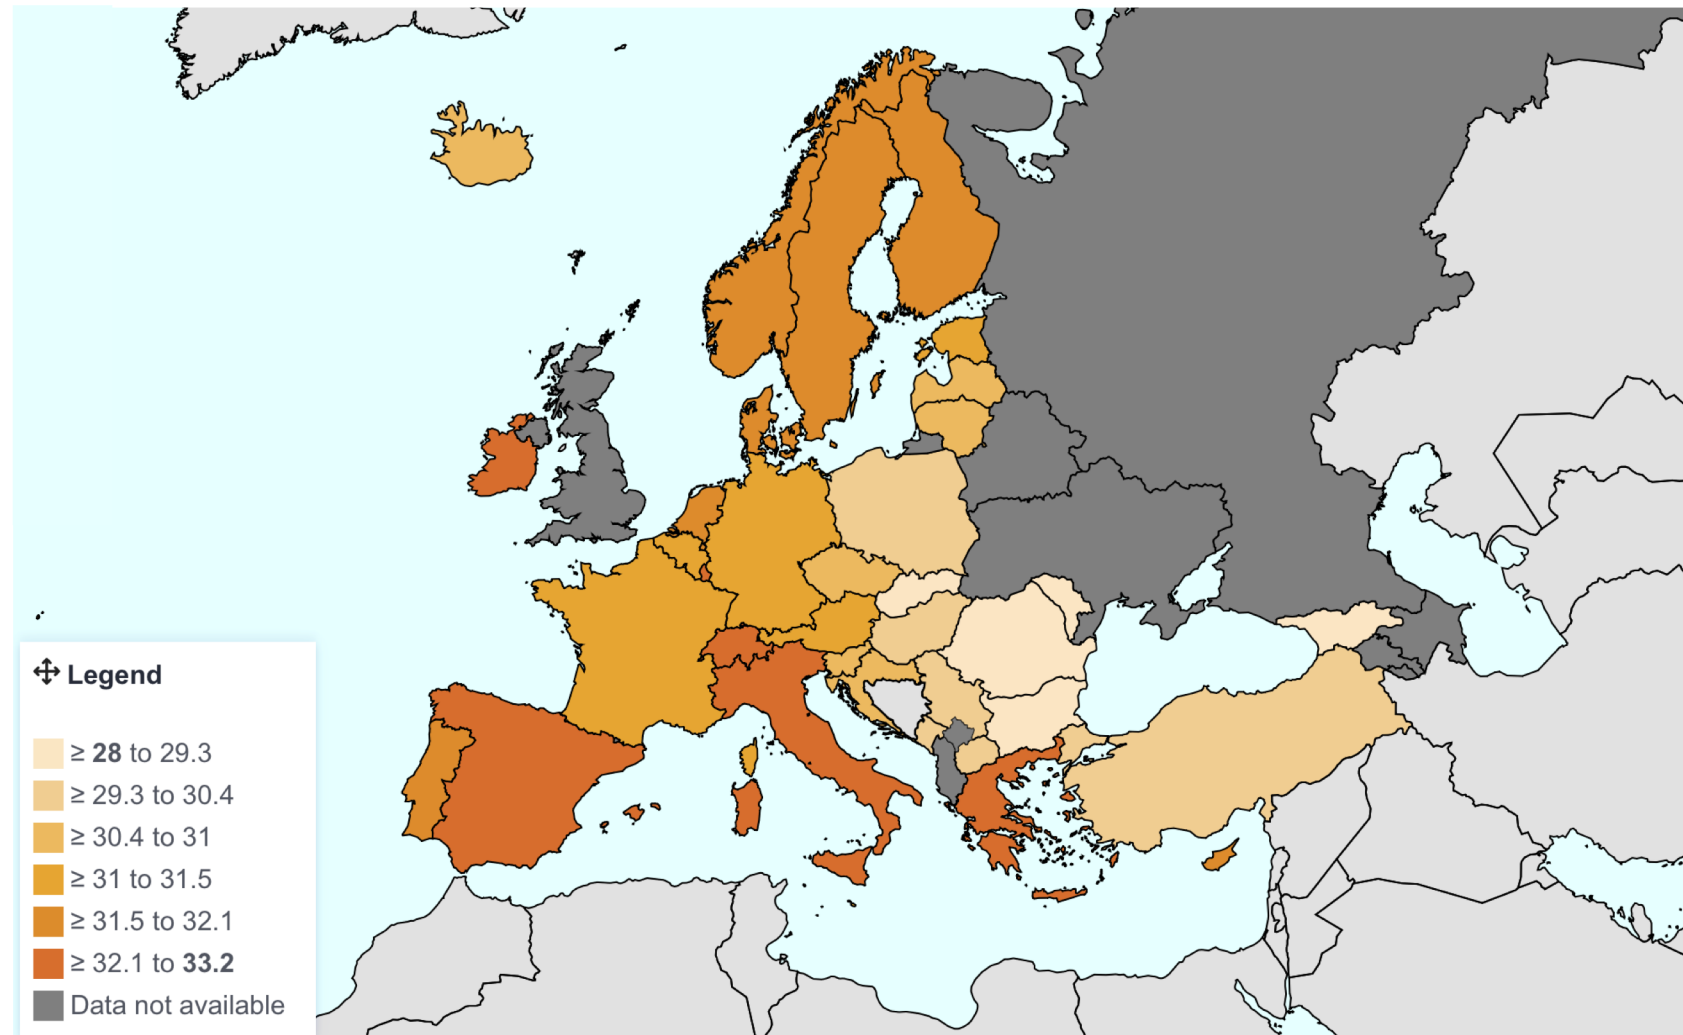 Legend
≥ 28 to 29.3
≥ 29.3 to 30.4
≥ 30.4 to 31
≥ 31 to 31.5
≥ 31.5 to 32.1
≥ 32.1 to 33.2
Data not available